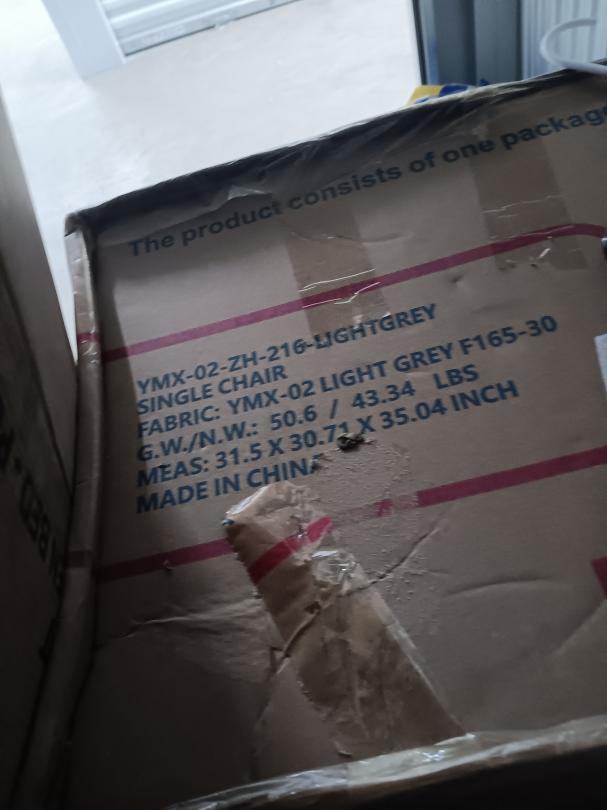 The product consists of one package
YMX-02-ZH-216-LIGHTGREY
SINGLE CHAIR
FABRIC: YMX-02 LIGHT GREY F165-30
G.W./N.W.: 50.6 / 43.34 LBS
MEAS: 31.5 X 30.71 X 35.04 INCH
MADE IN CHINA